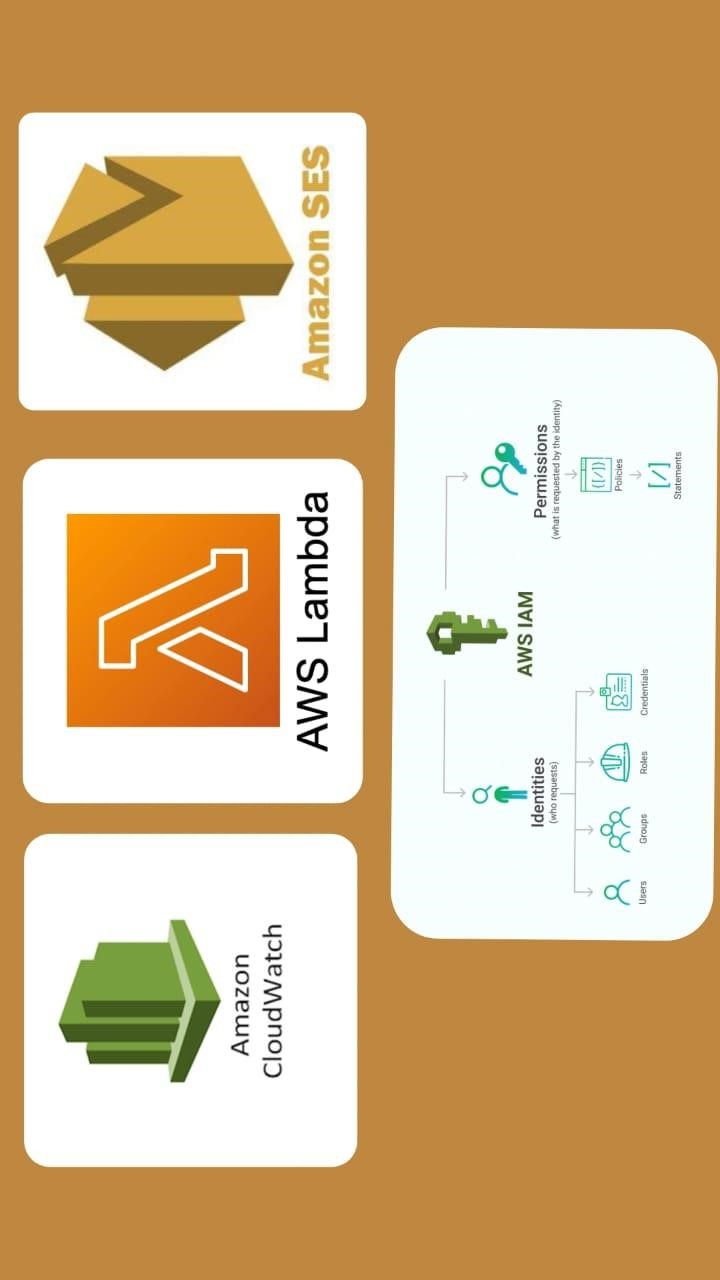 Amazon
CloudWatch
AWS Lambda
Amazon SES
AWS IAM
Identities
(who requests)
Users
Groups
Roles
Credentials
Permissions
(what is requested by the identity)
Policies
[/]
Statements